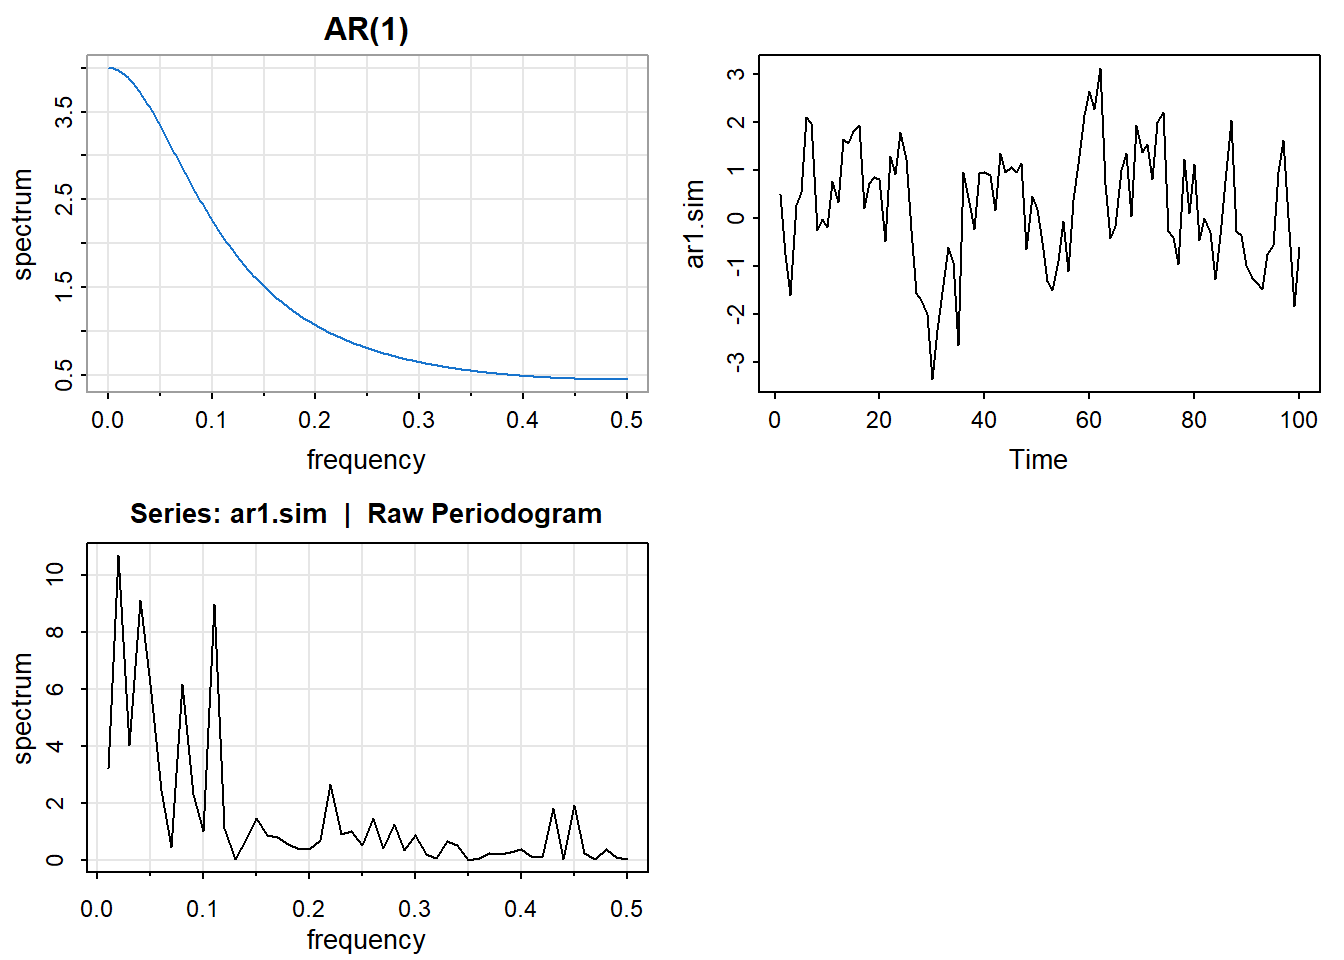 AR(1)
spectrum
0.5 1.5 2.5 3.5
0.0 0.1 0.2 0.3 0.4 0.5
frequency
ar1.sim
-3 -2 -1 0 1 2 3
0 20 40 60 80 100
Time
Series: ar1.sim | Raw Periodogram
spectrum
0 2 4 6 8 10
0.0 0.1 0.2 0.3 0.4 0.5
frequency